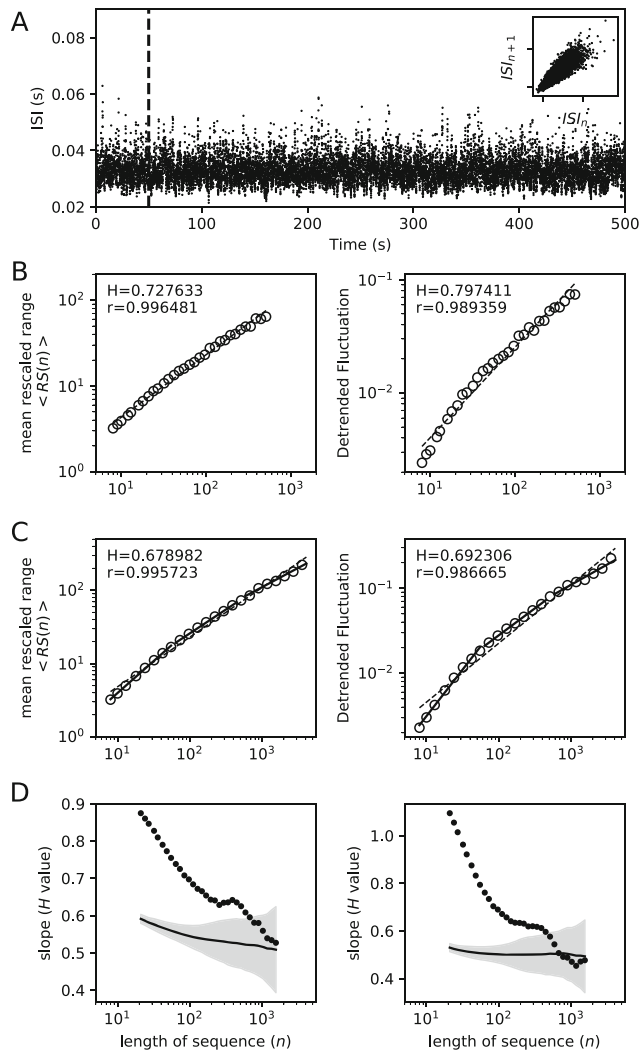 A
0.08
0.06
0.04
0.02
ISI (s)
ISI_{n+1}
ISI_n
0 100 200 300 400 500
Time (s)
B
mean rescaled range
< RS(n) >
10^2
10^1
10^0
H=0.727633
r=0.996481
10^1 10^2 10^3
Detrended Fluctuation
10^{-1}
10^{-2}
H=0.797411
r=0.989359
10^1 10^2 10^3
C
mean rescaled range
< RS(n) >
10^2
10^1
10^0
H=0.678982
r=0.995723
10^1 10^2 10^3
Detrended Fluctuation
10^{-1}
10^{-2}
H=0.692306
r=0.986665
10^1 10^2 10^3
D
slope (H value)
0.9
0.8
0.7
0.6
0.5
0.4
10^1 10^2 10^3
length of sequence (n)
slope (H value)
1.0
0.8
0.6
0.4
10^1 10^2 10^3
length of sequence (n)